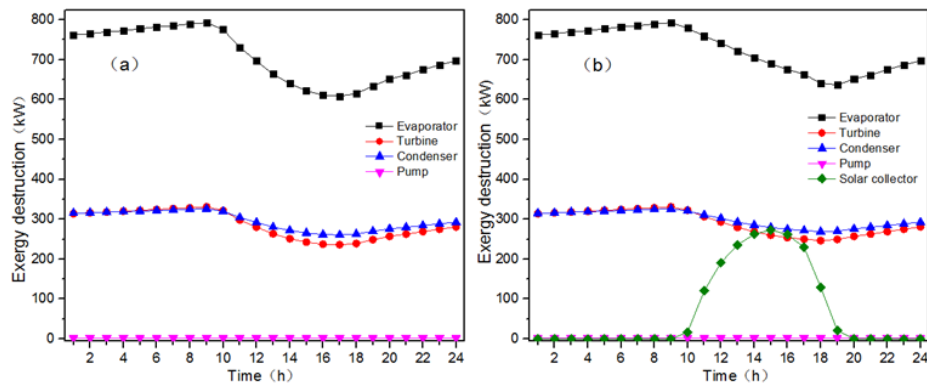 (a)
Exergy destruction（kW）
800
700
600
500
400
300
200
100
0
Evaporator
Turbine
Condenser
Pump
2 4 6 8 10 12 14 16 18 20 22 24
Time（h）
(b)
Exergy destruction（kW）
800
700
600
500
400
300
200
100
0
Evaporator
Turbine
Condenser
Pump
Solar collector
2 4 6 8 10 12 14 16 18 20 22 24
Time（h）